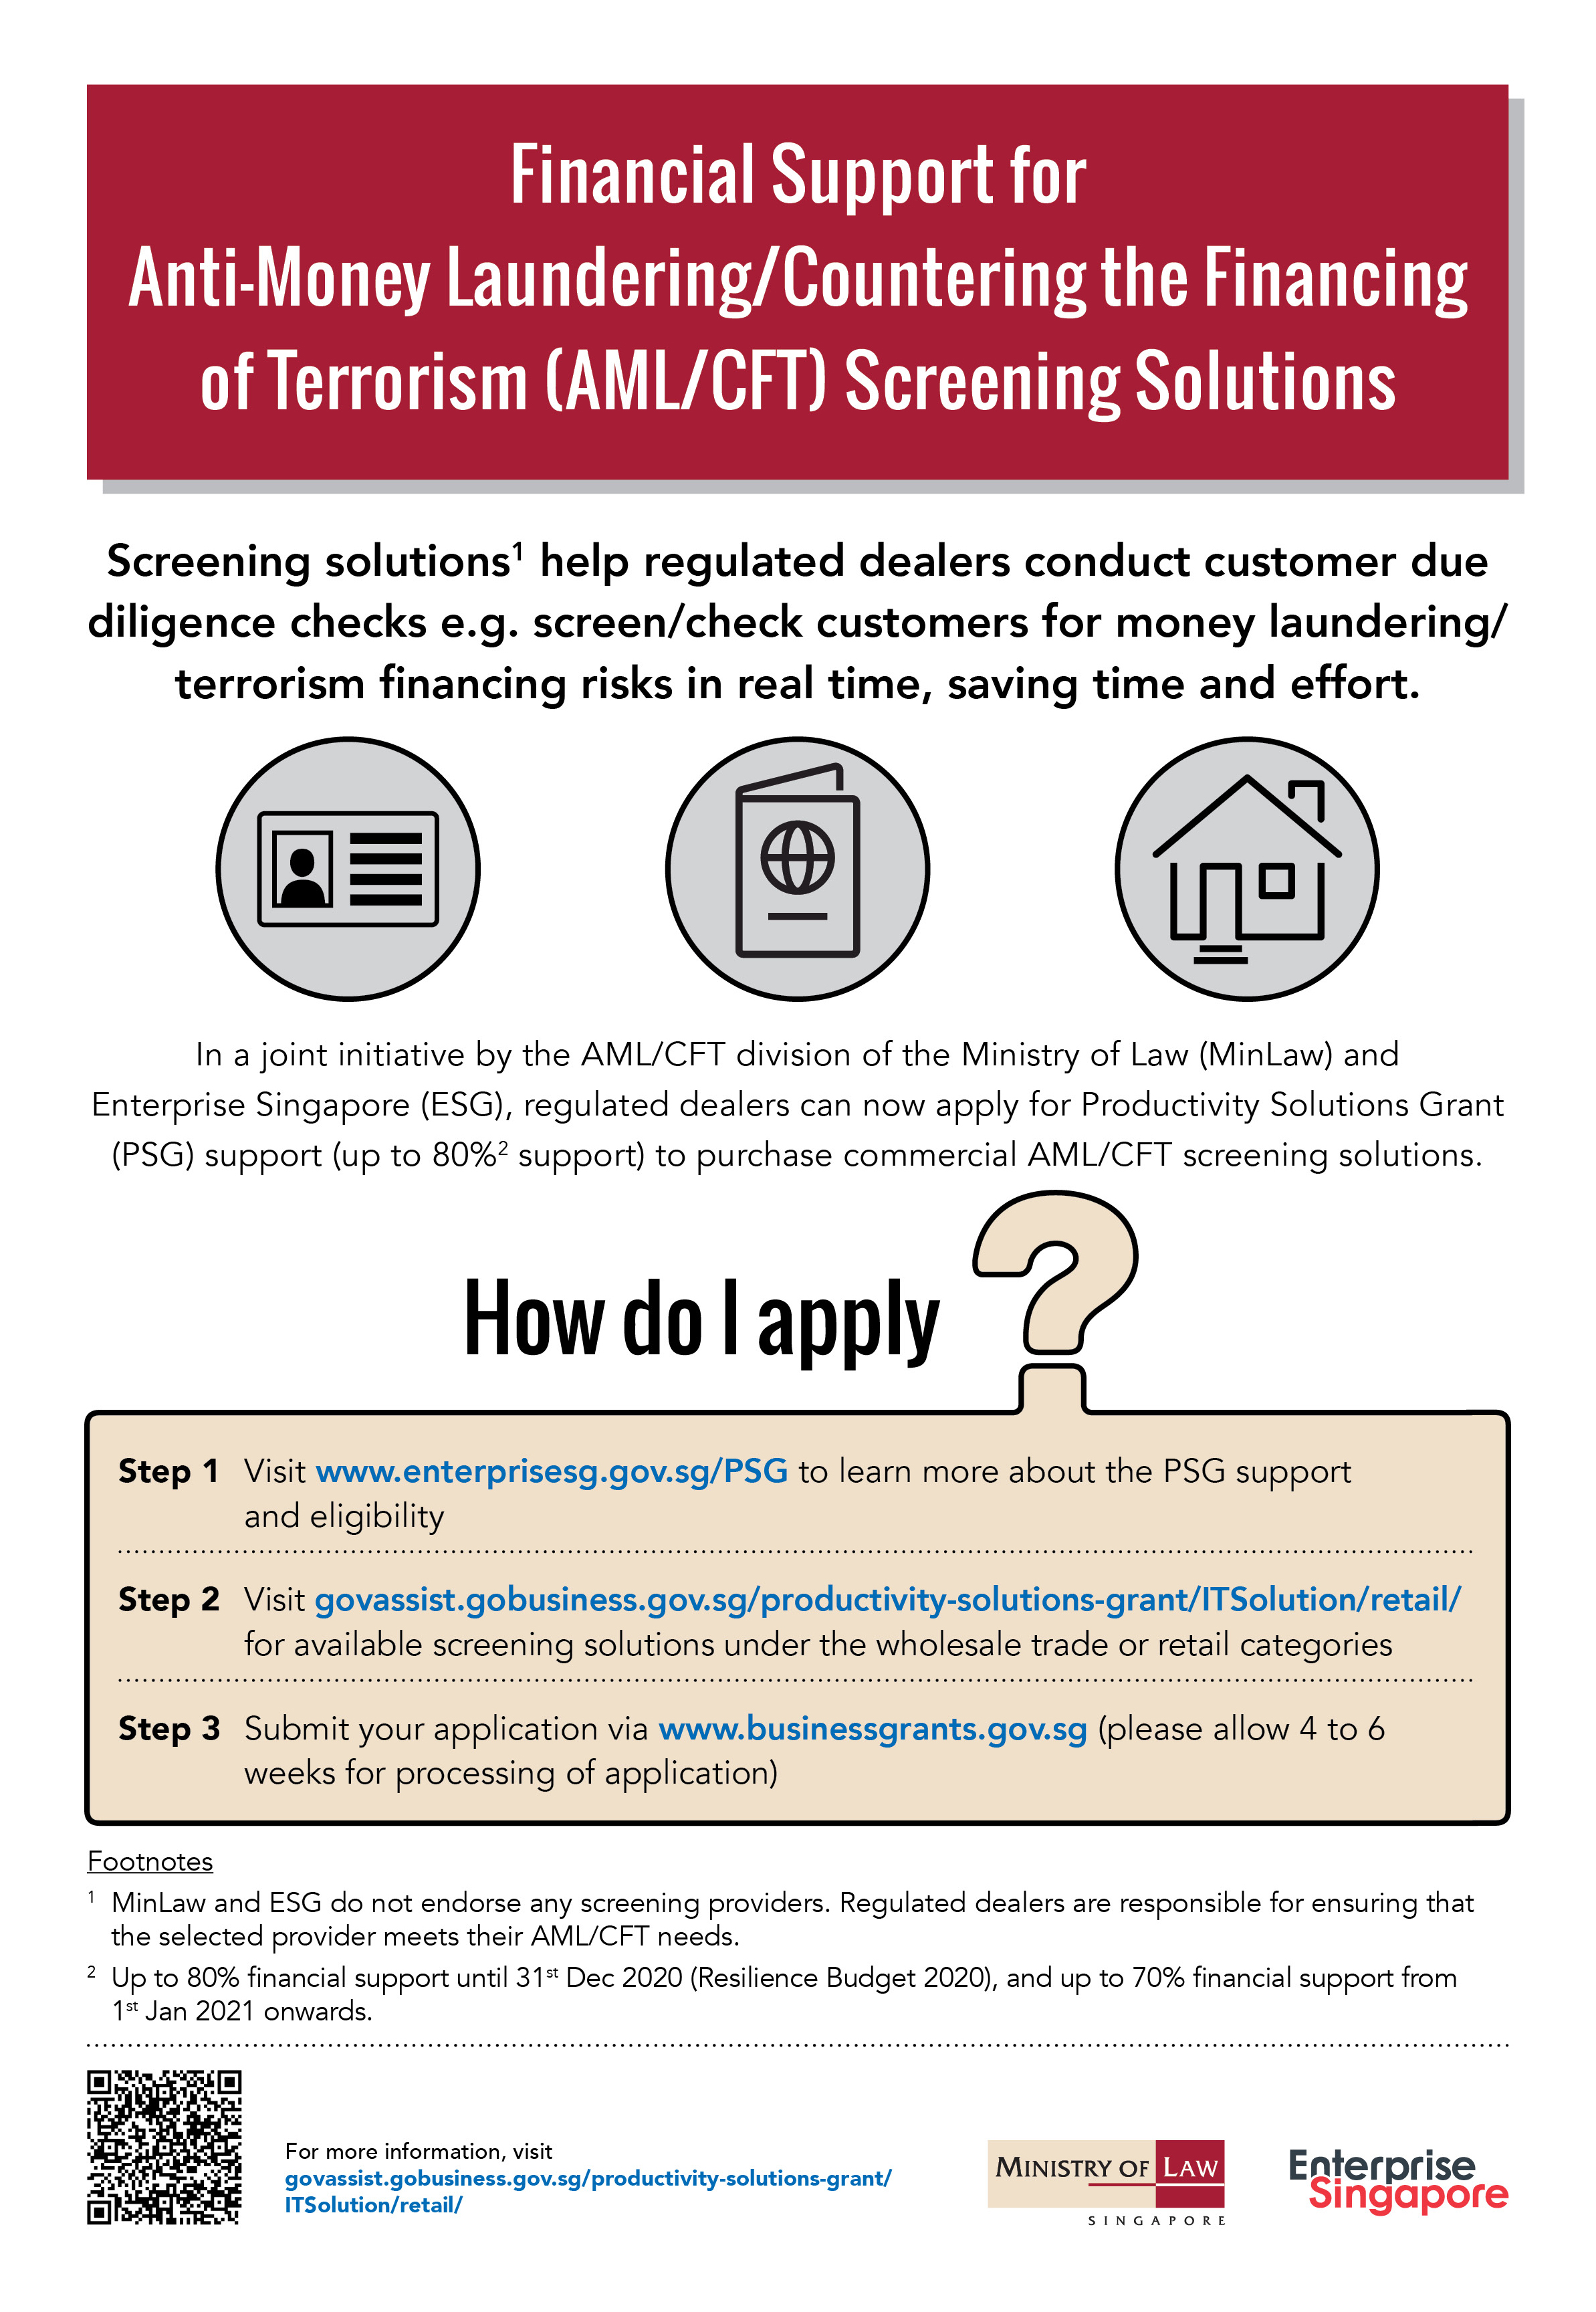 Financial Support for
Anti-Money Laundering/Countering the Financing
of Terrorism (AML/CFT) Screening Solutions
Screening solutions¹ help regulated dealers conduct customer due
diligence checks e.g. screen/check customers for money laundering/
terrorism financing risks in real time, saving time and effort.
In a joint initiative by the AML/CFT division of the Ministry of Law (MinLaw) and
Enterprise Singapore (ESG), regulated dealers can now apply for Productivity Solutions Grant
(PSG) support (up to 80%² support) to purchase commercial AML/CFT screening solutions.
How do I apply?
Step 1 Visit www.enterprisesg.gov.sg/PSG to learn more about the PSG support
and eligibility
Step 2 Visit govassist.gobusiness.gov.sg/productivity-solutions-grant/ITSolution/retail/
for available screening solutions under the wholesale trade or retail categories
Step 3 Submit your application via www.businessgrants.gov.sg (please allow 4 to 6
weeks for processing of application)
Footnotes
¹ MinLaw and ESG do not endorse any screening providers. Regulated dealers are responsible for ensuring that
the selected provider meets their AML/CFT needs.
² Up to 80% financial support until 31st Dec 2020 (Resilience Budget 2020), and up to 70% financial support from
1st Jan 2021 onwards.
For more information, visit
govassist.gobusiness.gov.sg/productivity-solutions-grant/
ITSolution/retail/
MINISTRY OF LAW
SINGAPORE
Enterprise
Singapore